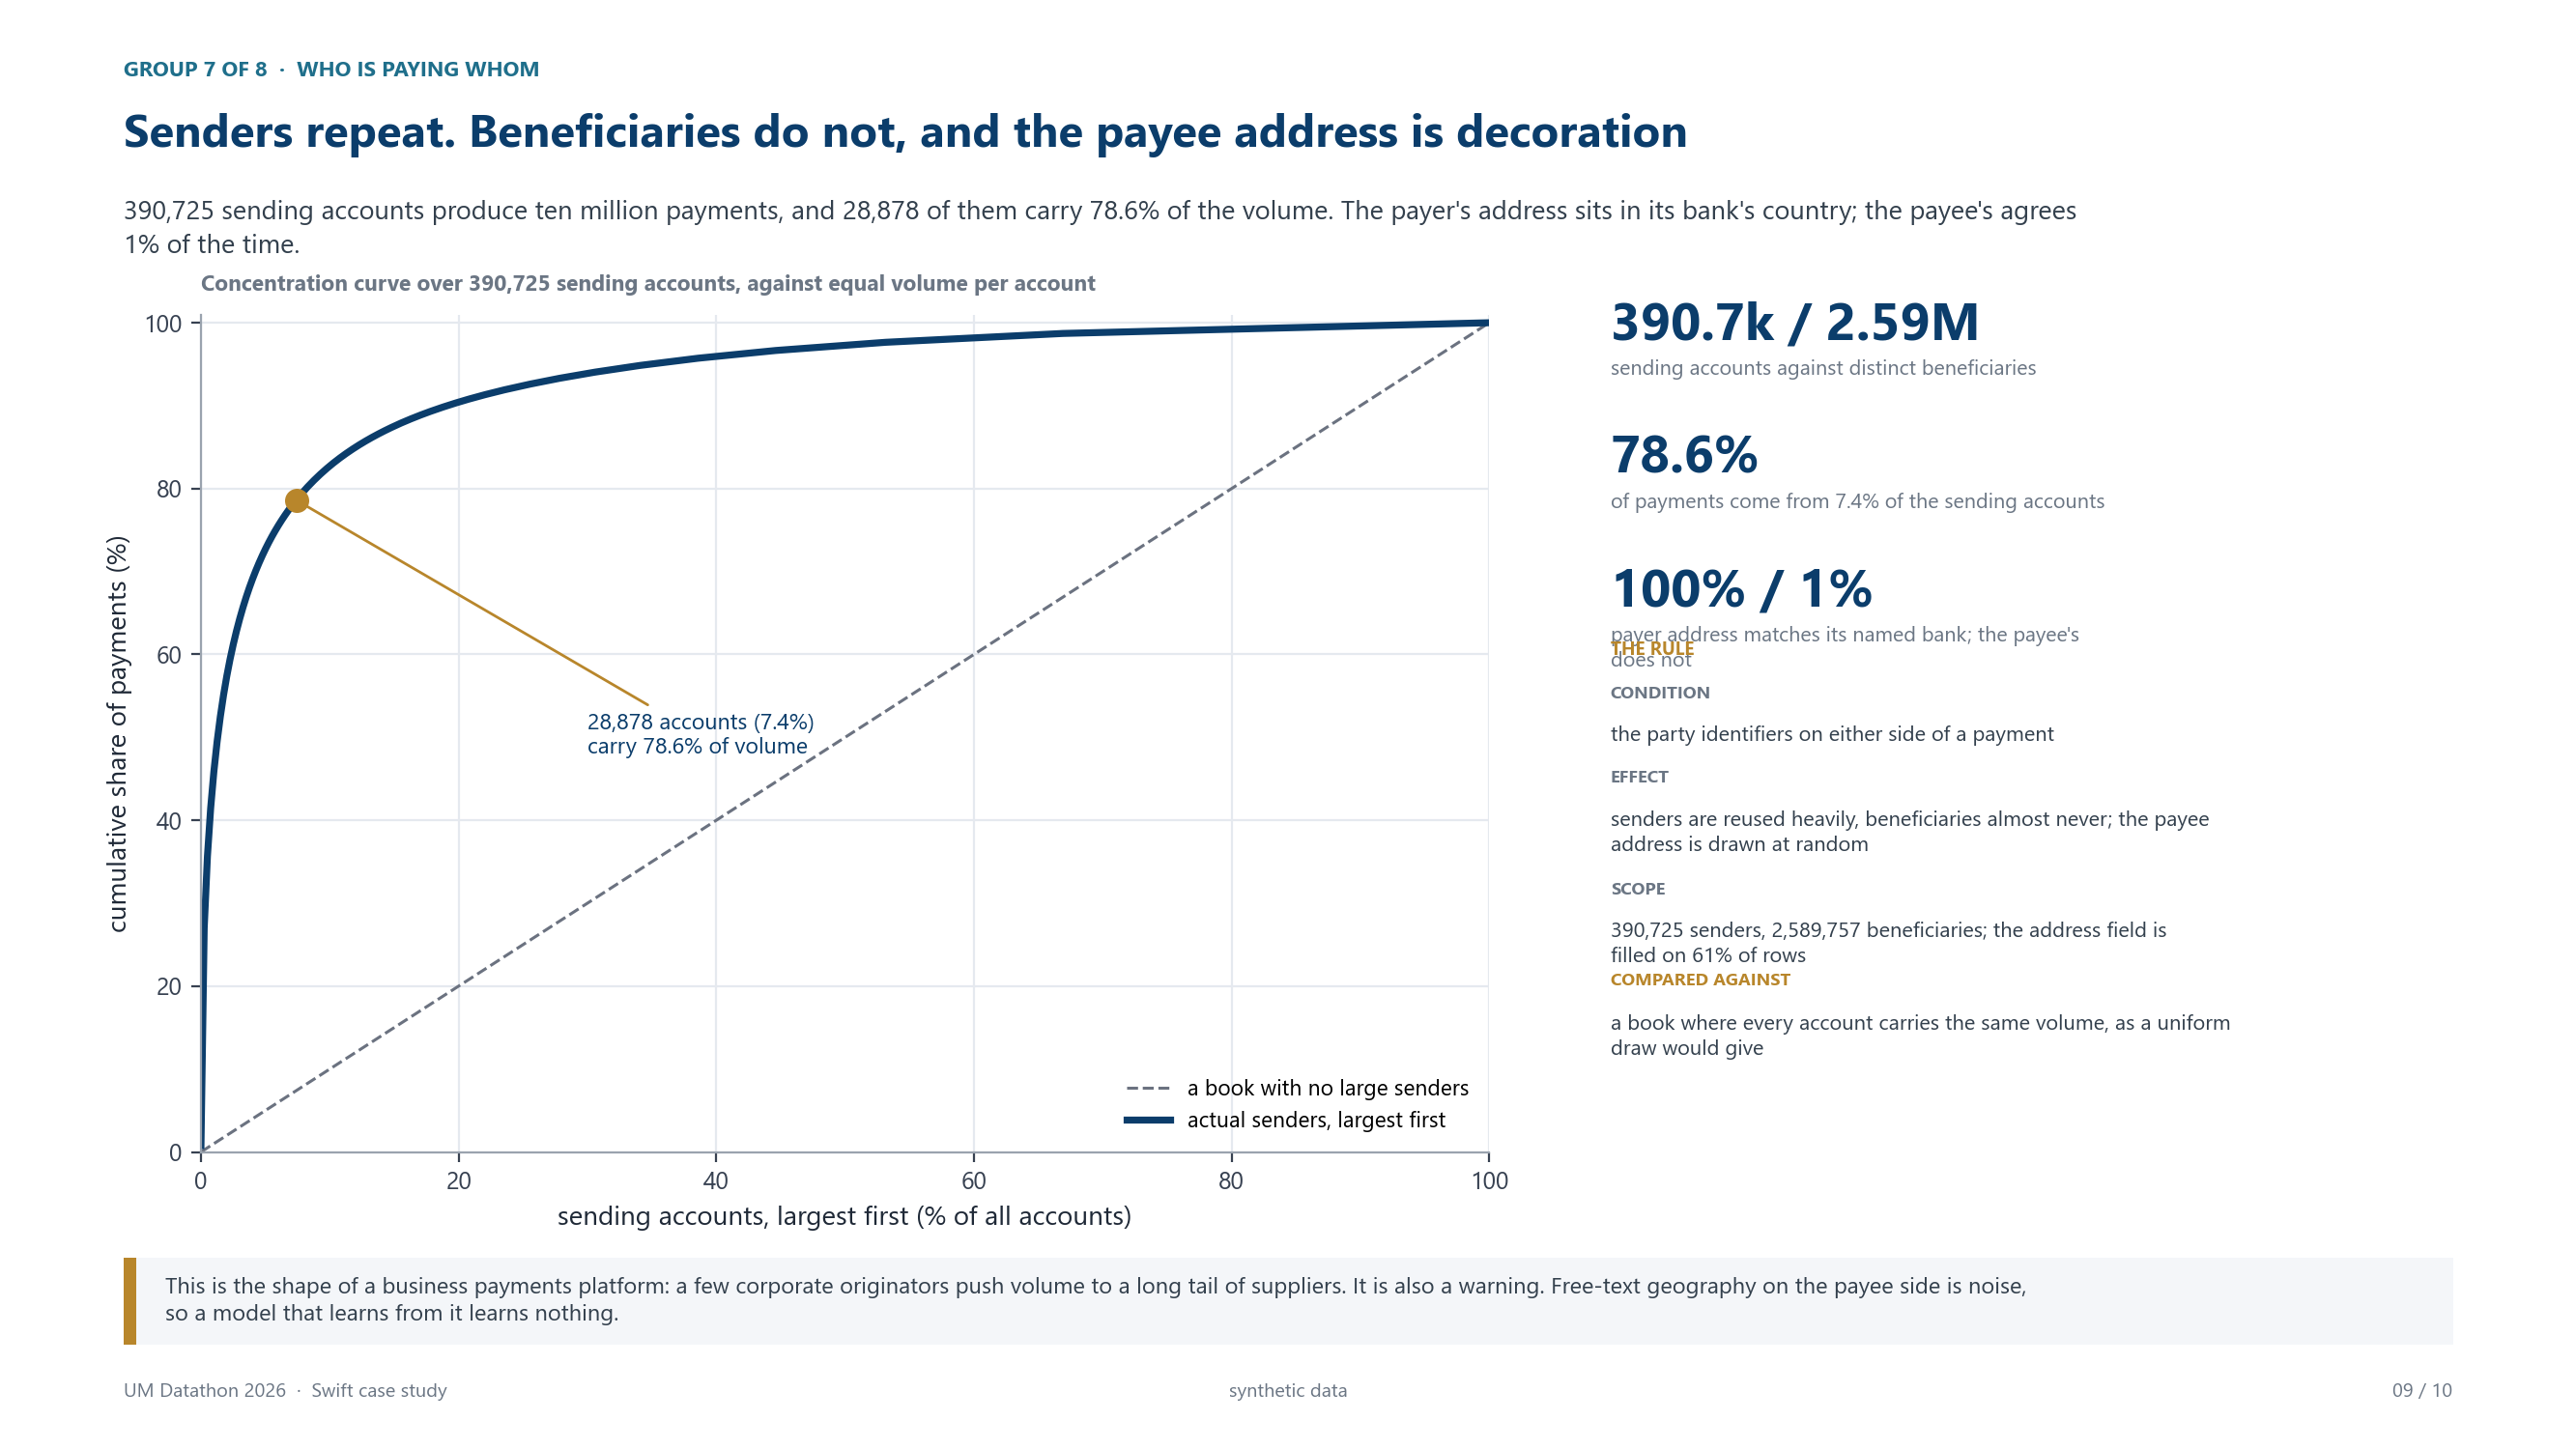 GROUP 7 OF 8 · WHO IS PAYING WHOM
Senders repeat. Beneficiaries do not, and the payee address is decoration
390,725 sending accounts produce ten million payments, and 28,878 of them carry 78.6% of the volume. The payer's address sits in its bank's country; the payee's agrees
1% of the time.
Concentration curve over 390,725 sending accounts, against equal volume per account
100
80
60
40
20
0
cumulative share of payments (%)
28,878 accounts (7.4%)
carry 78.6% of volume
a book with no large senders
actual senders, largest first
0 20 40 60 80 100
sending accounts, largest first (% of all accounts)
390.7k / 2.59M
sending accounts against distinct beneficiaries
78.6%
of payments come from 7.4% of the sending accounts
100% / 1%
payer address matches its named bank; the payee's
does not
THE RULE
CONDITION
the party identifiers on either side of a payment
EFFECT
senders are reused heavily, beneficiaries almost never; the payee
address is drawn at random
SCOPE
390,725 senders, 2,589,757 beneficiaries; the address field is
filled on 61% of rows
COMPARED AGAINST
a book where every account carries the same volume, as a uniform
draw would give
This is the shape of a business payments platform: a few corporate originators push volume to a long tail of suppliers. It is also a warning. Free-text geography on the payee side is noise,
so a model that learns from it learns nothing.
UM Datathon 2026 · Swift case study
synthetic data
09 / 10